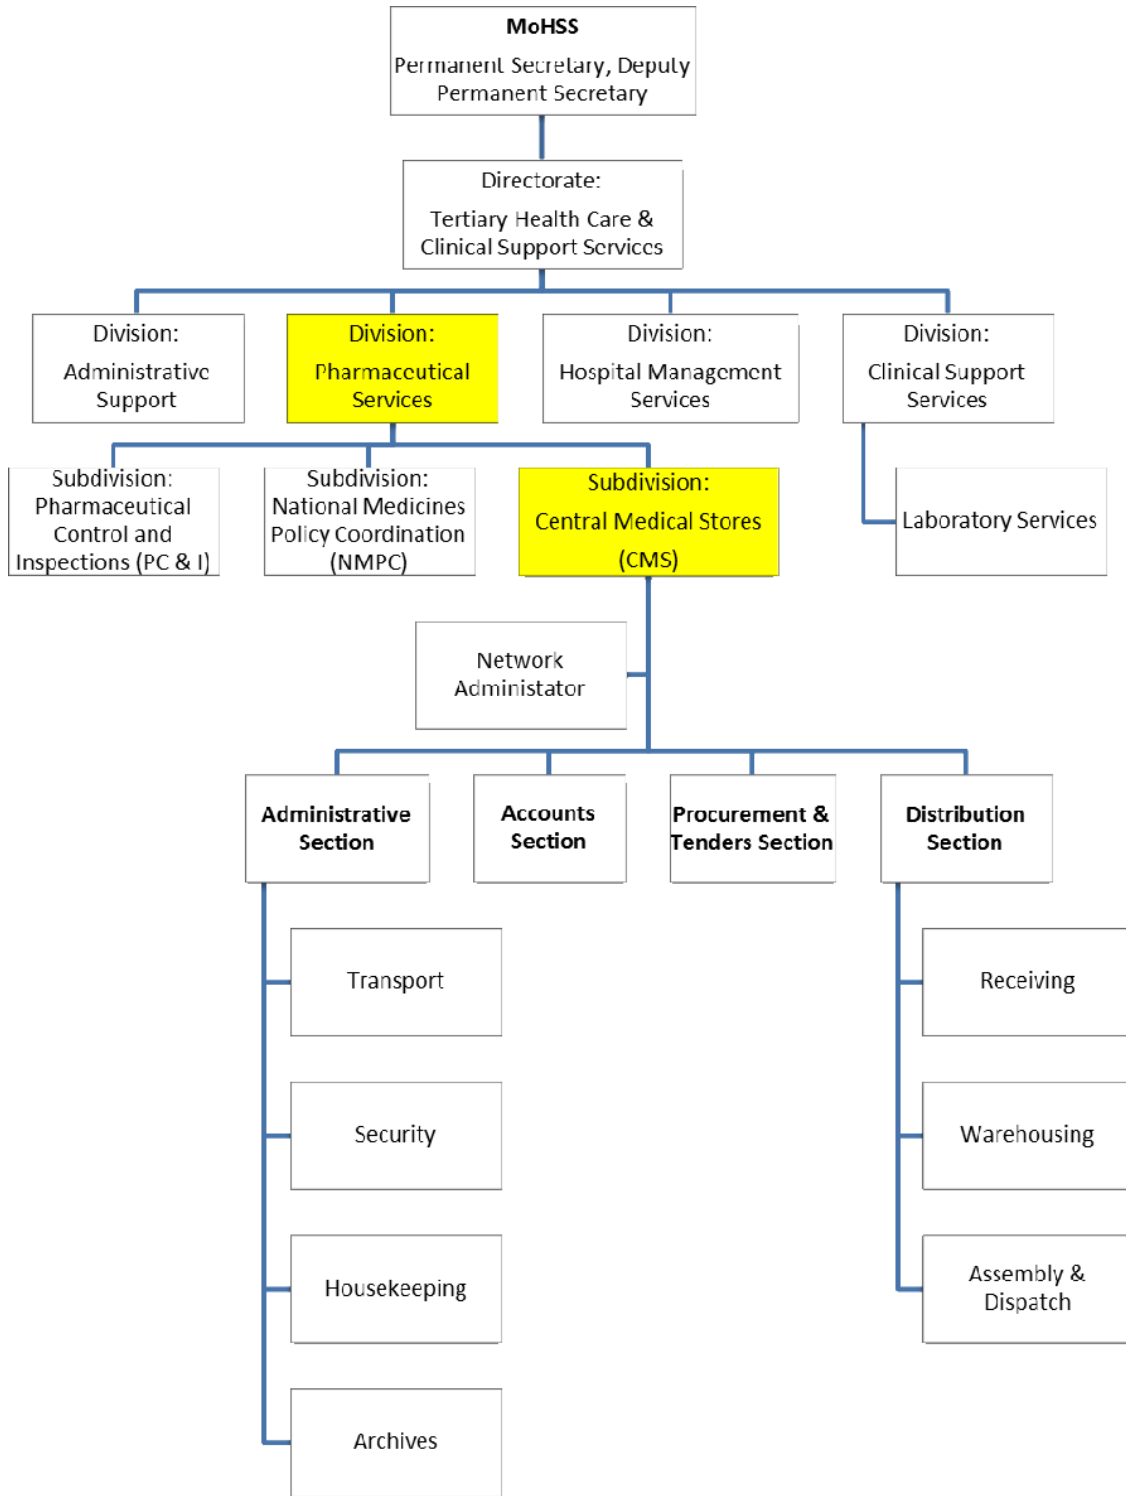 MoHSS
Permanent Secretary, Deputy
Permanent Secretary
Directorate:
Tertiary Health Care &
Clinical Support Services
Division:
Administrative
Support
Division:
Pharmaceutical
Services
Division:
Hospital Management
Services
Division:
Clinical Support
Services
Subdivision:
Pharmaceutical
Control and
Inspections (PC & I)
Subdivision:
National Medicines
Policy Coordination
(NMPC)
Subdivision:
Central Medical Stores
(CMS)
Laboratory Services
Network
Administator
Administrative
Section
Accounts
Section
Procurement &
Tenders Section
Distribution
Section
Transport
Receiving
Security
Warehousing
Housekeeping
Assembly &
Dispatch
Archives